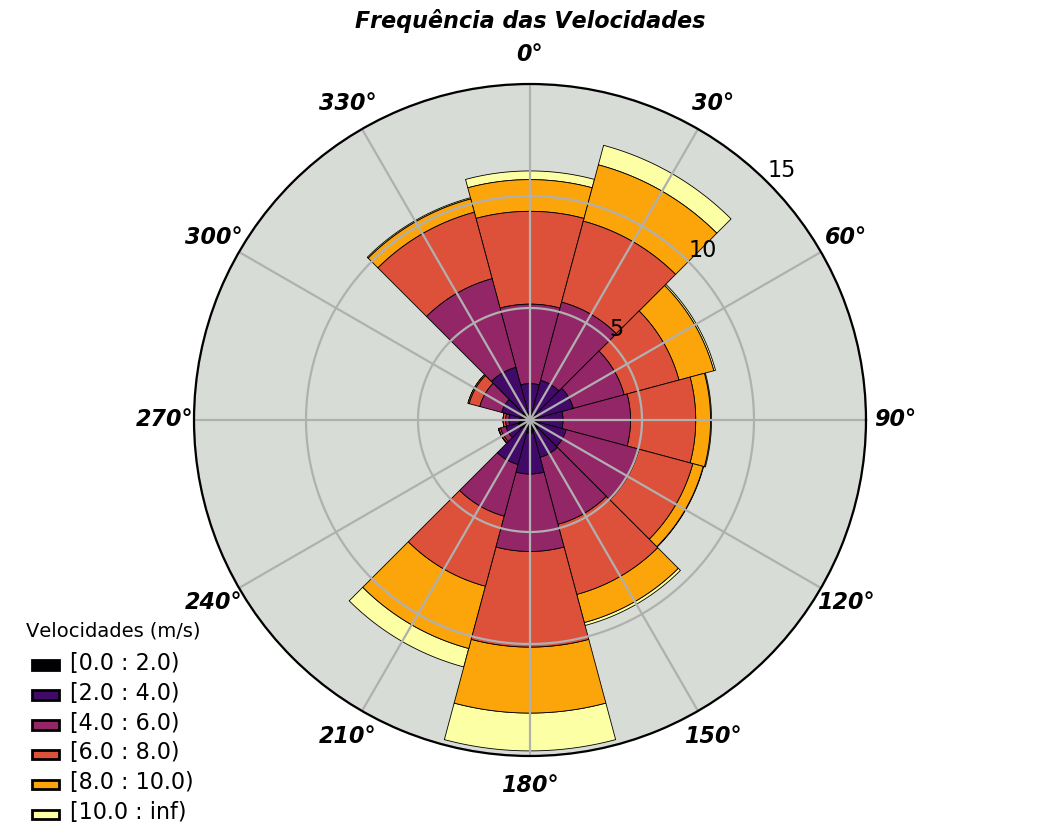 Frequência das Velocidades
0°
330°
30°
15
300°
60°
10
5
270°
90°
240°
120°
210°
150°
180°
Velocidades (m/s)
[0.0 : 2.0)
[2.0 : 4.0)
[4.0 : 6.0)
[6.0 : 8.0)
[8.0 : 10.0)
[10.0 : inf)